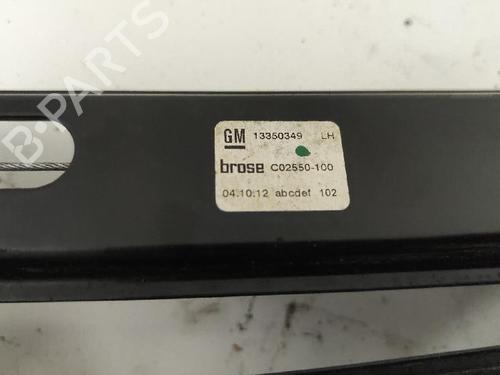 B-PARTS
GM 13350349 LH
brose C02550-100
04.10.12 abcdef 102